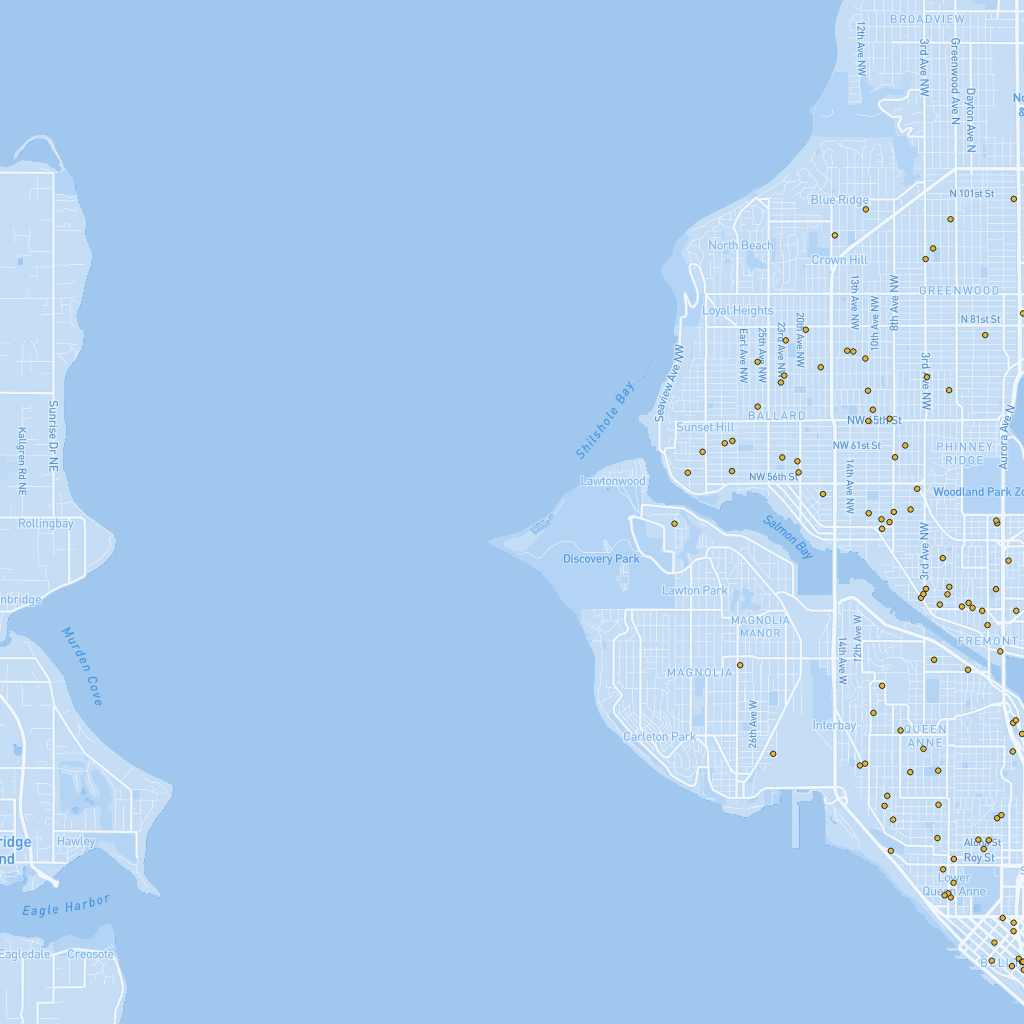 BROADVIEW
12th Ave NW
3rd Ave NW
Greenwood Ave N
Dayton Ave N
N 101st St
Blue Ridge
North Beach
Crown Hill
GREENWOOD
13th Ave NW
8th Ave NW
10th Ave NW
Loyal Heights
N 81st St
20th Ave NW
23rd Ave NW
25th Ave NW
Earl Ave NW
Seaview Ave NW
3rd Ave NW
Shilshole Bay
BALLARD
NW 65th St
Sunset Hill
Aurora Ave N
Sunrise Dr NE
Kallgren Rd NE
NW 61st St
PHINNEY
RIDGE
14th Ave NW
NW 56th St
Lawtonwood
Woodland Park Zo
Rollingbay
Salmon Bay
Discovery Park
3rd Ave NW
Lawton Park
nbridge
MAGNOLIA
MANOR
FREMONT
12th Ave W
14th Ave W
Murden Cove
MAGNOLIA
26th Ave W
Interbay
QUEEN
ANNE
Carleton Park
ridge
nd
Hawley
Aloha St
Roy St
Lower
Queen Anne
Eagle Harbor
Eagledale
Creosote